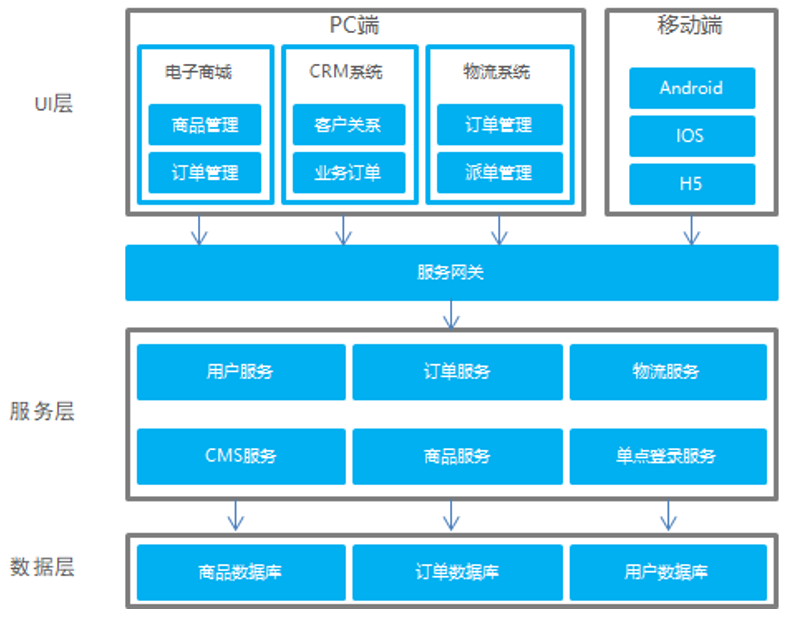 PC端
移动端
UI层
电子商城
商品管理
订单管理
CRM系统
客户关系
业务订单
物流系统
订单管理
派单管理
Android
IOS
H5
服务网关
服务层
用户服务
订单服务
物流服务
CMS服务
商品服务
单点登录服务
数据层
商品数据库
订单数据库
用户数据库